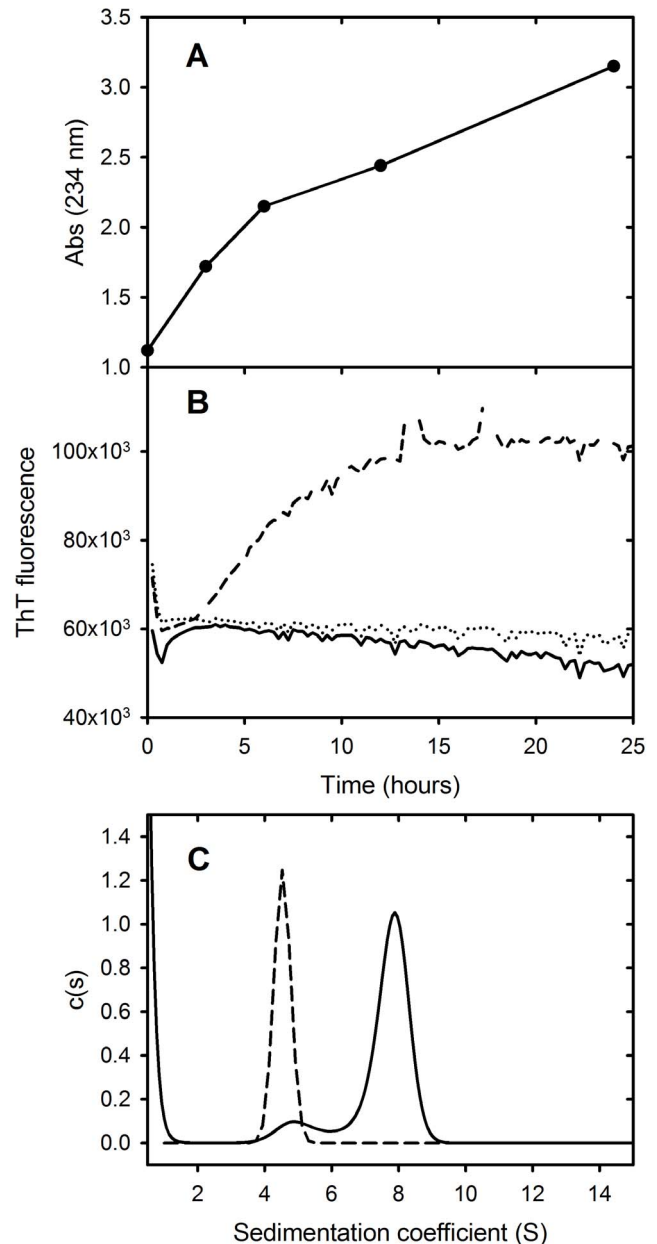 A
3.5
3.0
2.5
2.0
1.5
1.0
Abs (234 nm)
B
100x10³
80x10³
60x10³
40x10³
ThT fluorescence
0 5 10 15 20 25
Time (hours)
C
1.4
1.2
1.0
0.8
0.6
0.4
0.2
0.0
c(s)
2 4 6 8 10 12 14
Sedimentation coefficient (S)